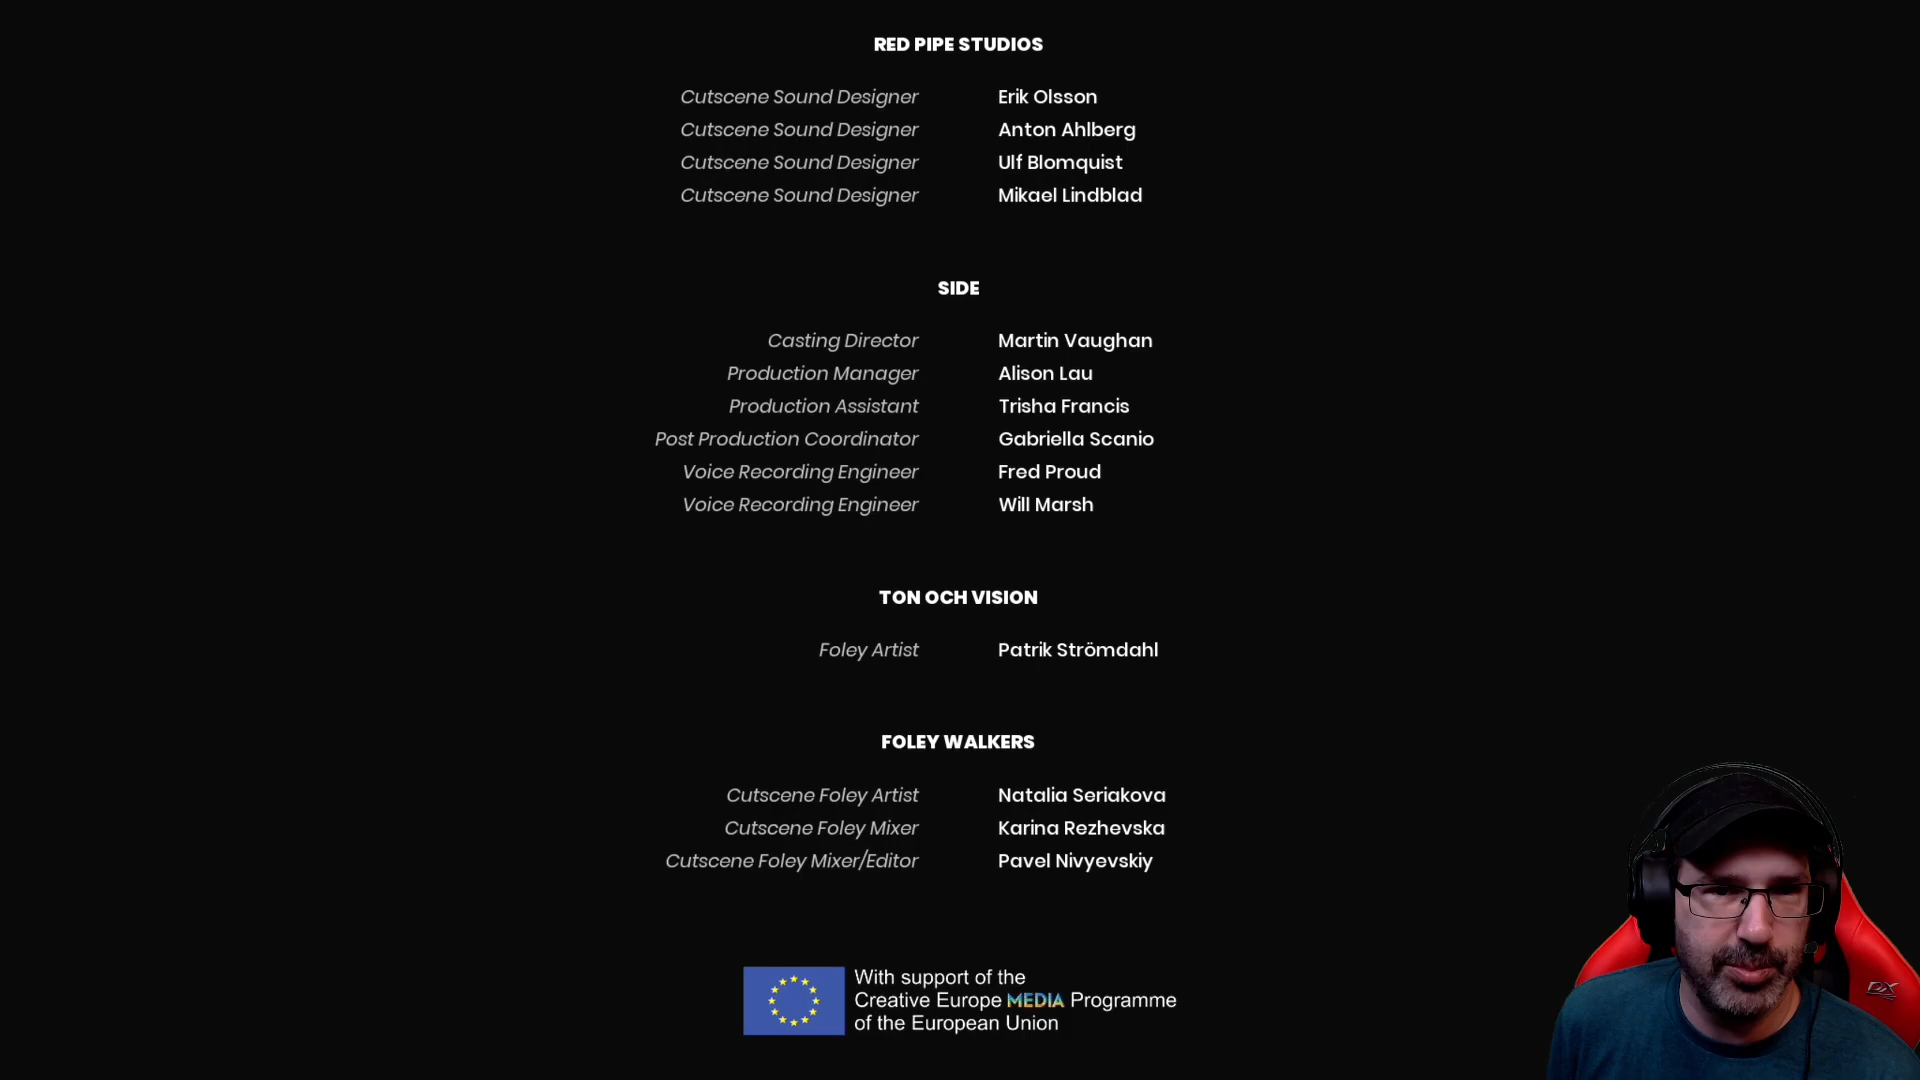 RED PIPE STUDIOS
Cutscene Sound Designer Erik Olsson
Cutscene Sound Designer Anton Ahlberg
Cutscene Sound Designer Ulf Blomquist
Cutscene Sound Designer Mikael Lindblad
SIDE
Casting Director Martin Vaughan
Production Manager Alison Lau
Production Assistant Trisha Francis
Post Production Coordinator Gabriella Scanio
Voice Recording Engineer Fred Proud
Voice Recording Engineer Will Marsh
TON OCH VISION
Foley Artist Patrik Strömdahl
FOLEY WALKERS
Cutscene Foley Artist Natalia Seriakova
Cutscene Foley Mixer Karina Rezhevska
Cutscene Foley Mixer/Editor Pavel Nivyevskiy
With support of the
Creative Europe MEDIA Programme
of the European Union
DX